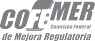 COFEMER
Comisión Federal
de Mejora Regulatoria